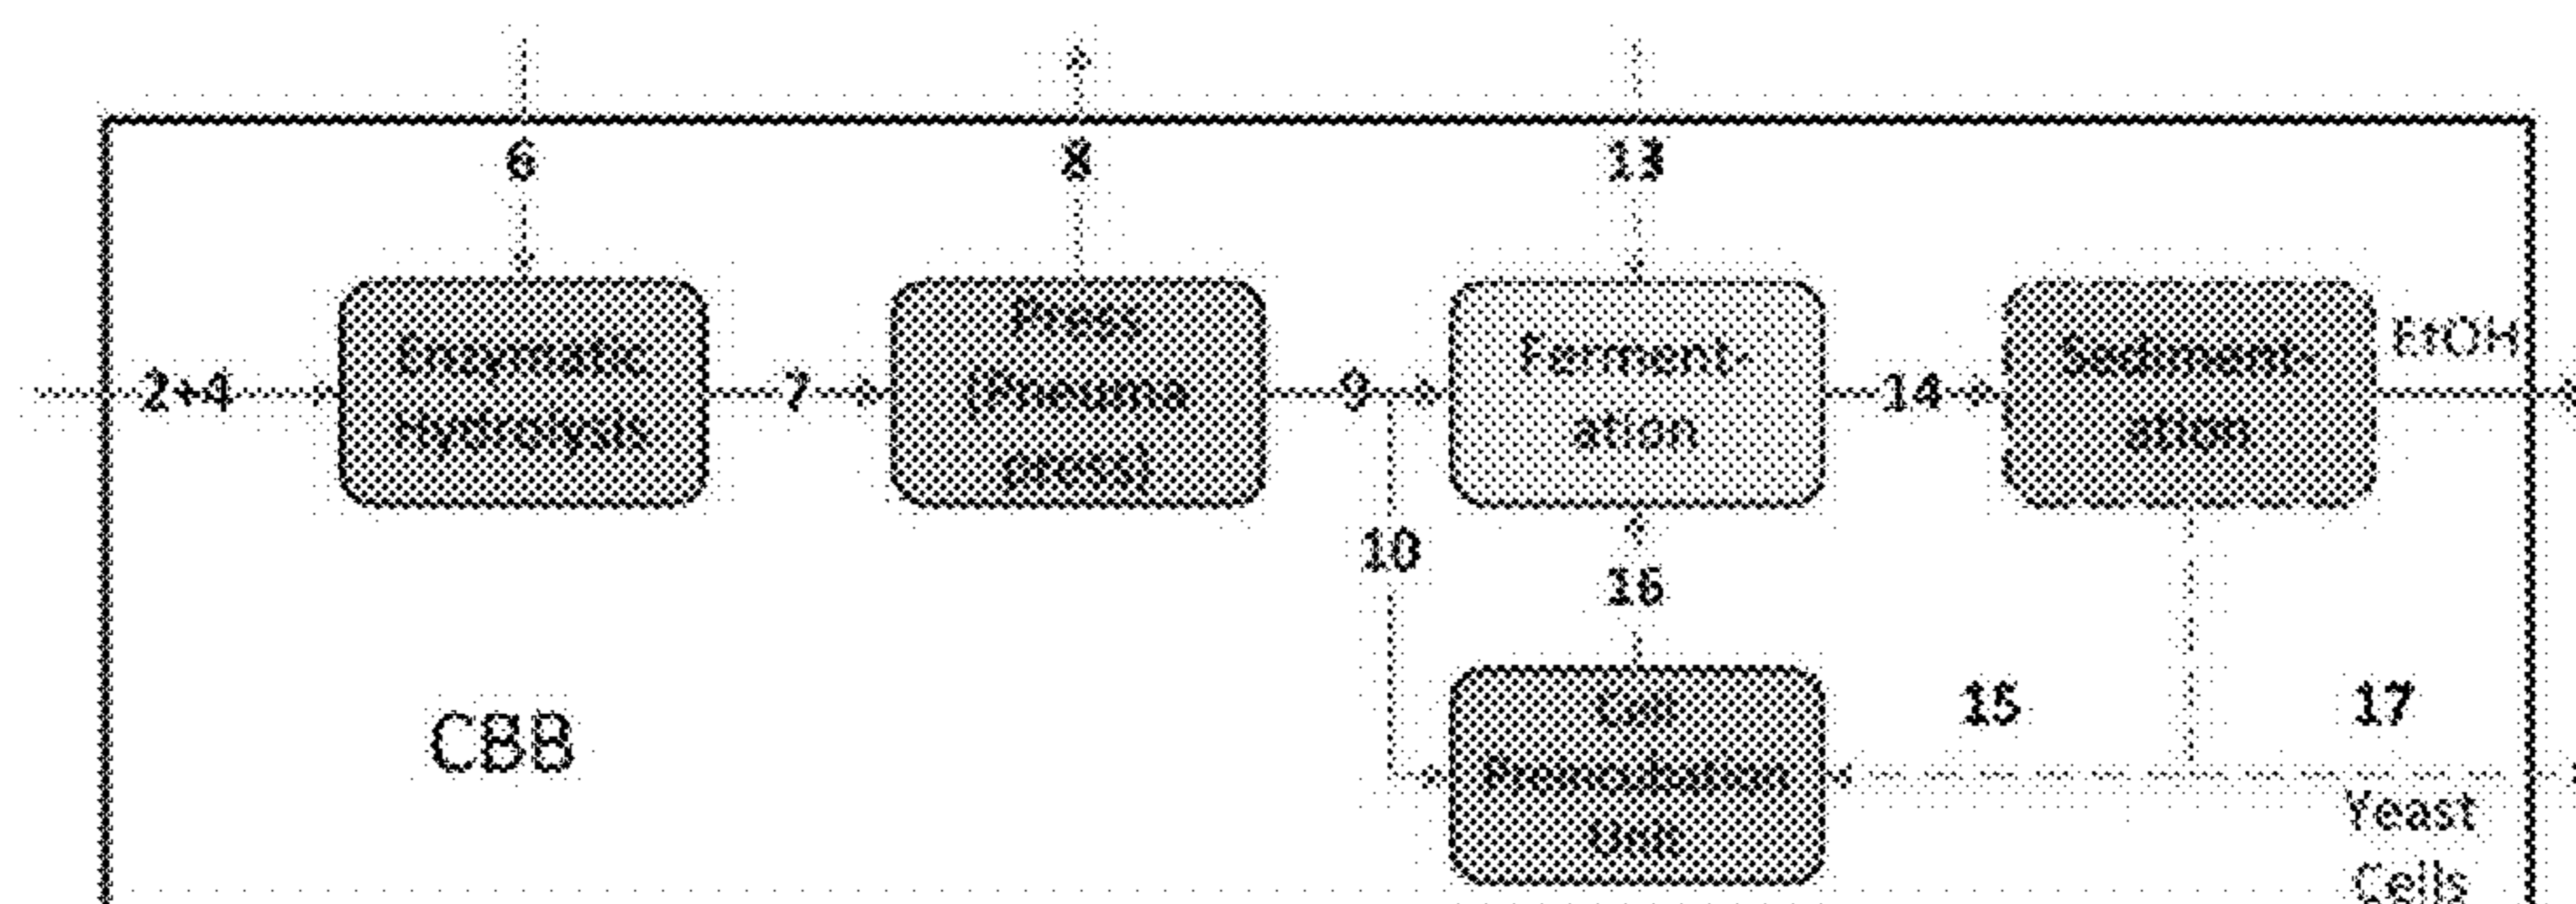 6
8
13
2+4
Enzymatic
Hydrolysis
7
Press
(Pneuma
press)
9
Ferment-
ation
14
Sediment-
ation
EtOH
10
16
CBB
Cell
Unit
15
17
Yeast
Cells